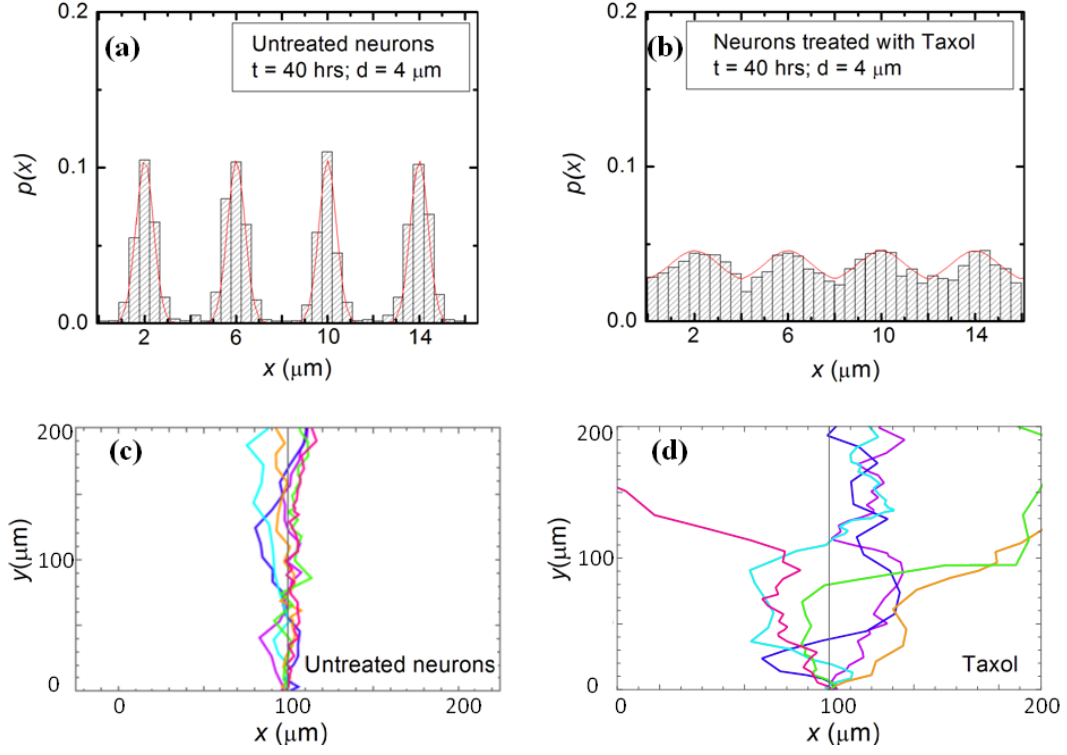 (a)
Untreated neurons
t = 40 hrs; d = 4 μm
0.2
0.1
0.0
p(x)
2 6 10 14
x (μm)
(b)
Neurons treated with Taxol
t = 40 hrs; d = 4 μm
0.2
0.1
0.0
p(x)
2 6 10 14
x (μm)
(c)
200
100
0
y(μm)
Untreated neurons
0 100 200
x (μm)
(d)
200
100
0
y(μm)
Taxol
0 100 200
x (μm)